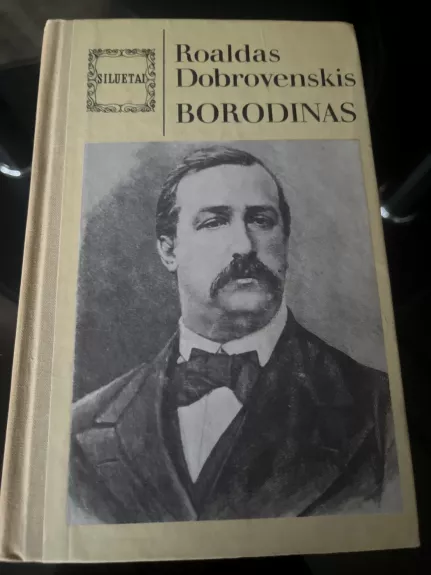 SILUETAI
Roaldas
Dobrovenskis
BORODINAS